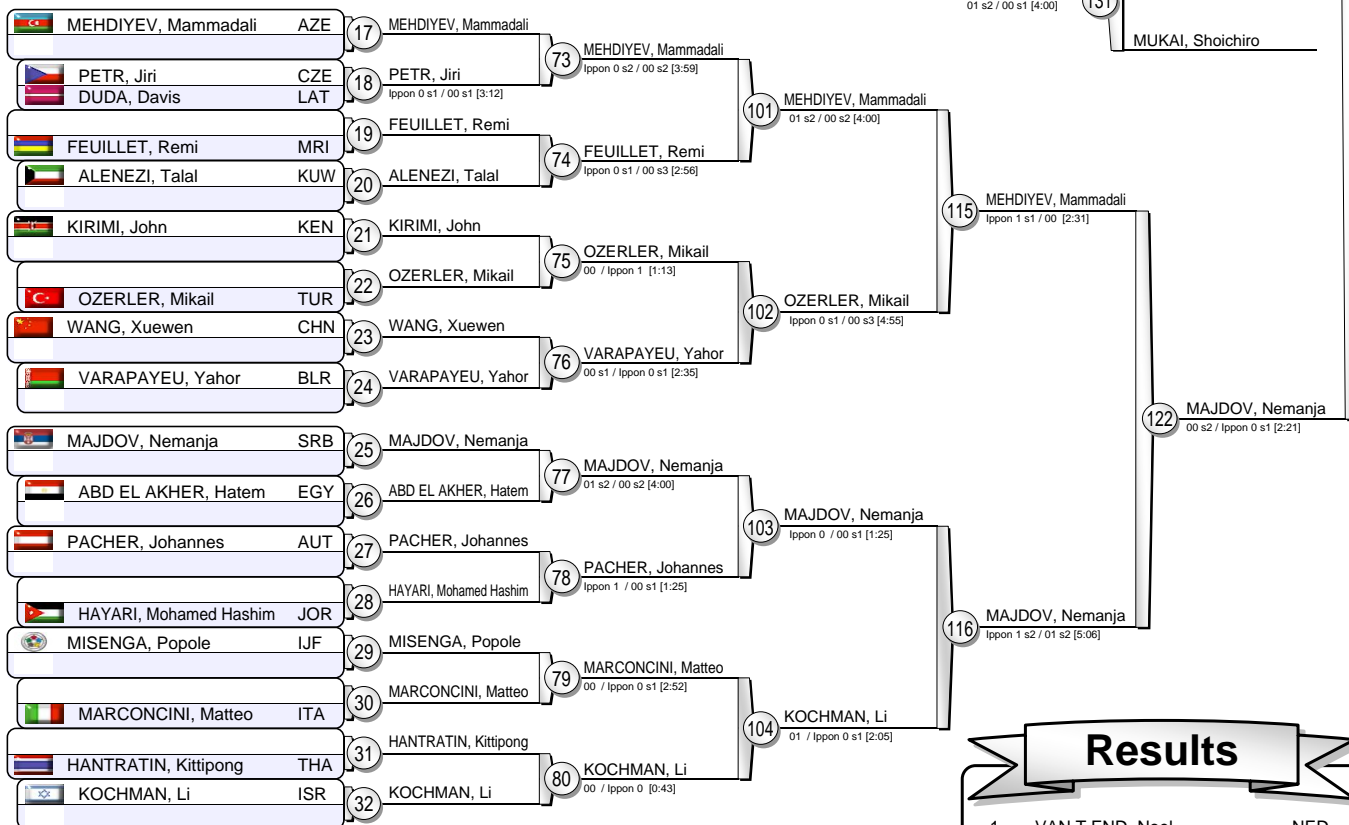 01 s2 / 00 s1 [4:00]
131
MUKAI, Shoichiro
MEHDIYEV, Mammadali AZE
PETR, Jiri CZE
DUDA, Davis LAT
FEUILLET, Remi MRI
ALENEZI, Talal KUW
KIRIMI, John KEN
OZERLER, Mikail TUR
WANG, Xuewen CHN
VARAPAYEU, Yahor BLR
MAJDOV, Nemanja SRB
ABD EL AKHER, Hatem EGY
PACHER, Johannes AUT
HAYARI, Mohamed Hashim JOR
MISENGA, Popole IJF
MARCONCINI, Matteo ITA
HANTRATIN, Kittipong THA
KOCHMAN, Li ISR
17 MEHDIYEV, Mammadali
18 PETR, Jiri
Ippon 0 s1 / 00 s1 [3:12]
19 FEUILLET, Remi
20 ALENEZI, Talal
21 KIRIMI, John
22 OZERLER, Mikail
23 WANG, Xuewen
24 VARAPAYEU, Yahor
25 MAJDOV, Nemanja
26 ABD EL AKHER, Hatem
27 PACHER, Johannes
28 HAYARI, Mohamed Hashim
29 MISENGA, Popole
30 MARCONCINI, Matteo
31 HANTRATIN, Kittipong
32 KOCHMAN, Li
73 MEHDIYEV, Mammadali
Ippon 0 s2 / 00 s2 [3:59]
74 FEUILLET, Remi
Ippon 0 s1 / 00 s3 [2:56]
75 OZERLER, Mikail
00 / Ippon 1 [1:13]
76 VARAPAYEU, Yahor
00 s1 / Ippon 0 s1 [2:35]
77 MAJDOV, Nemanja
01 s2 / 00 s2 [4:00]
78 PACHER, Johannes
Ippon 1 / 00 s1 [1:25]
79 MARCONCINI, Matteo
00 / Ippon 0 s1 [2:52]
80 KOCHMAN, Li
00 / Ippon 0 [0:43]
101 MEHDIYEV, Mammadali
01 s2 / 00 s2 [4:00]
102 OZERLER, Mikail
Ippon 0 s1 / 00 s3 [4:55]
103 MAJDOV, Nemanja
Ippon 0 / 00 s1 [1:25]
104 KOCHMAN, Li
01 / Ippon 0 s1 [2:05]
115 MEHDIYEV, Mammadali
Ippon 1 s1 / 00 [2:31]
116 MAJDOV, Nemanja
Ippon 1 s2 / 01 s2 [5:06]
122 MAJDOV, Nemanja
00 s2 / Ippon 0 s1 [2:21]
Results
1 VAN T END, Noel NED